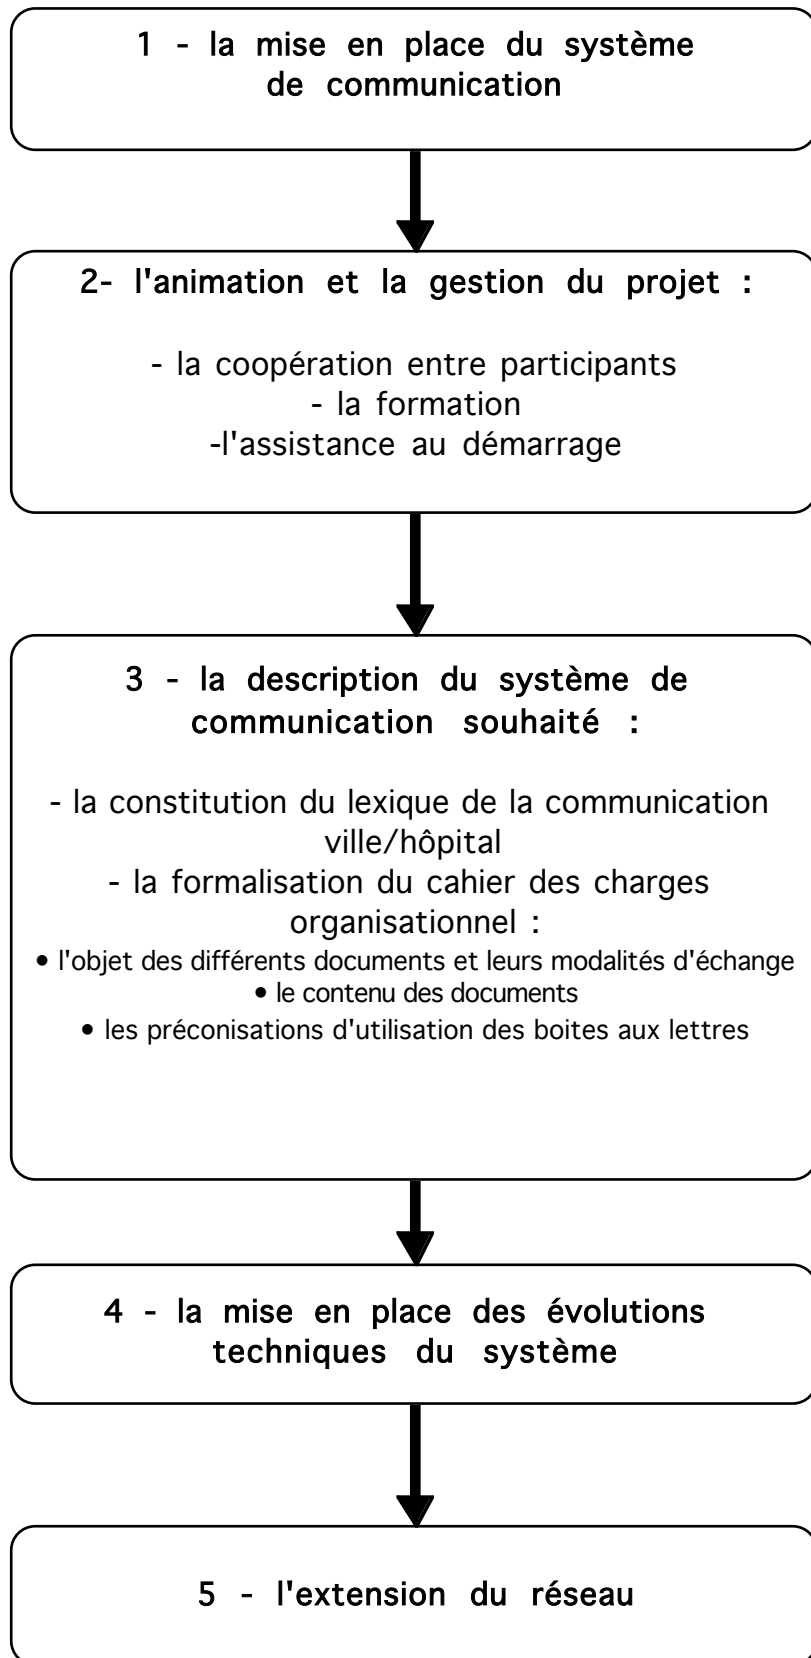 1 - la mise en place du système
de communication
2- l'animation et la gestion du projet :
- la coopération entre participants
- la formation
-l'assistance au démarrage
3 - la description du système de
communication souhaité :
- la constitution du lexique de la communication
ville/hôpital
- la formalisation du cahier des charges
organisationnel :
• l'objet des différents documents et leurs modalités d'échange
• le contenu des documents
• les préconisations d'utilisation des boites aux lettres
4 - la mise en place des évolutions
techniques du système
5 - l'extension du réseau